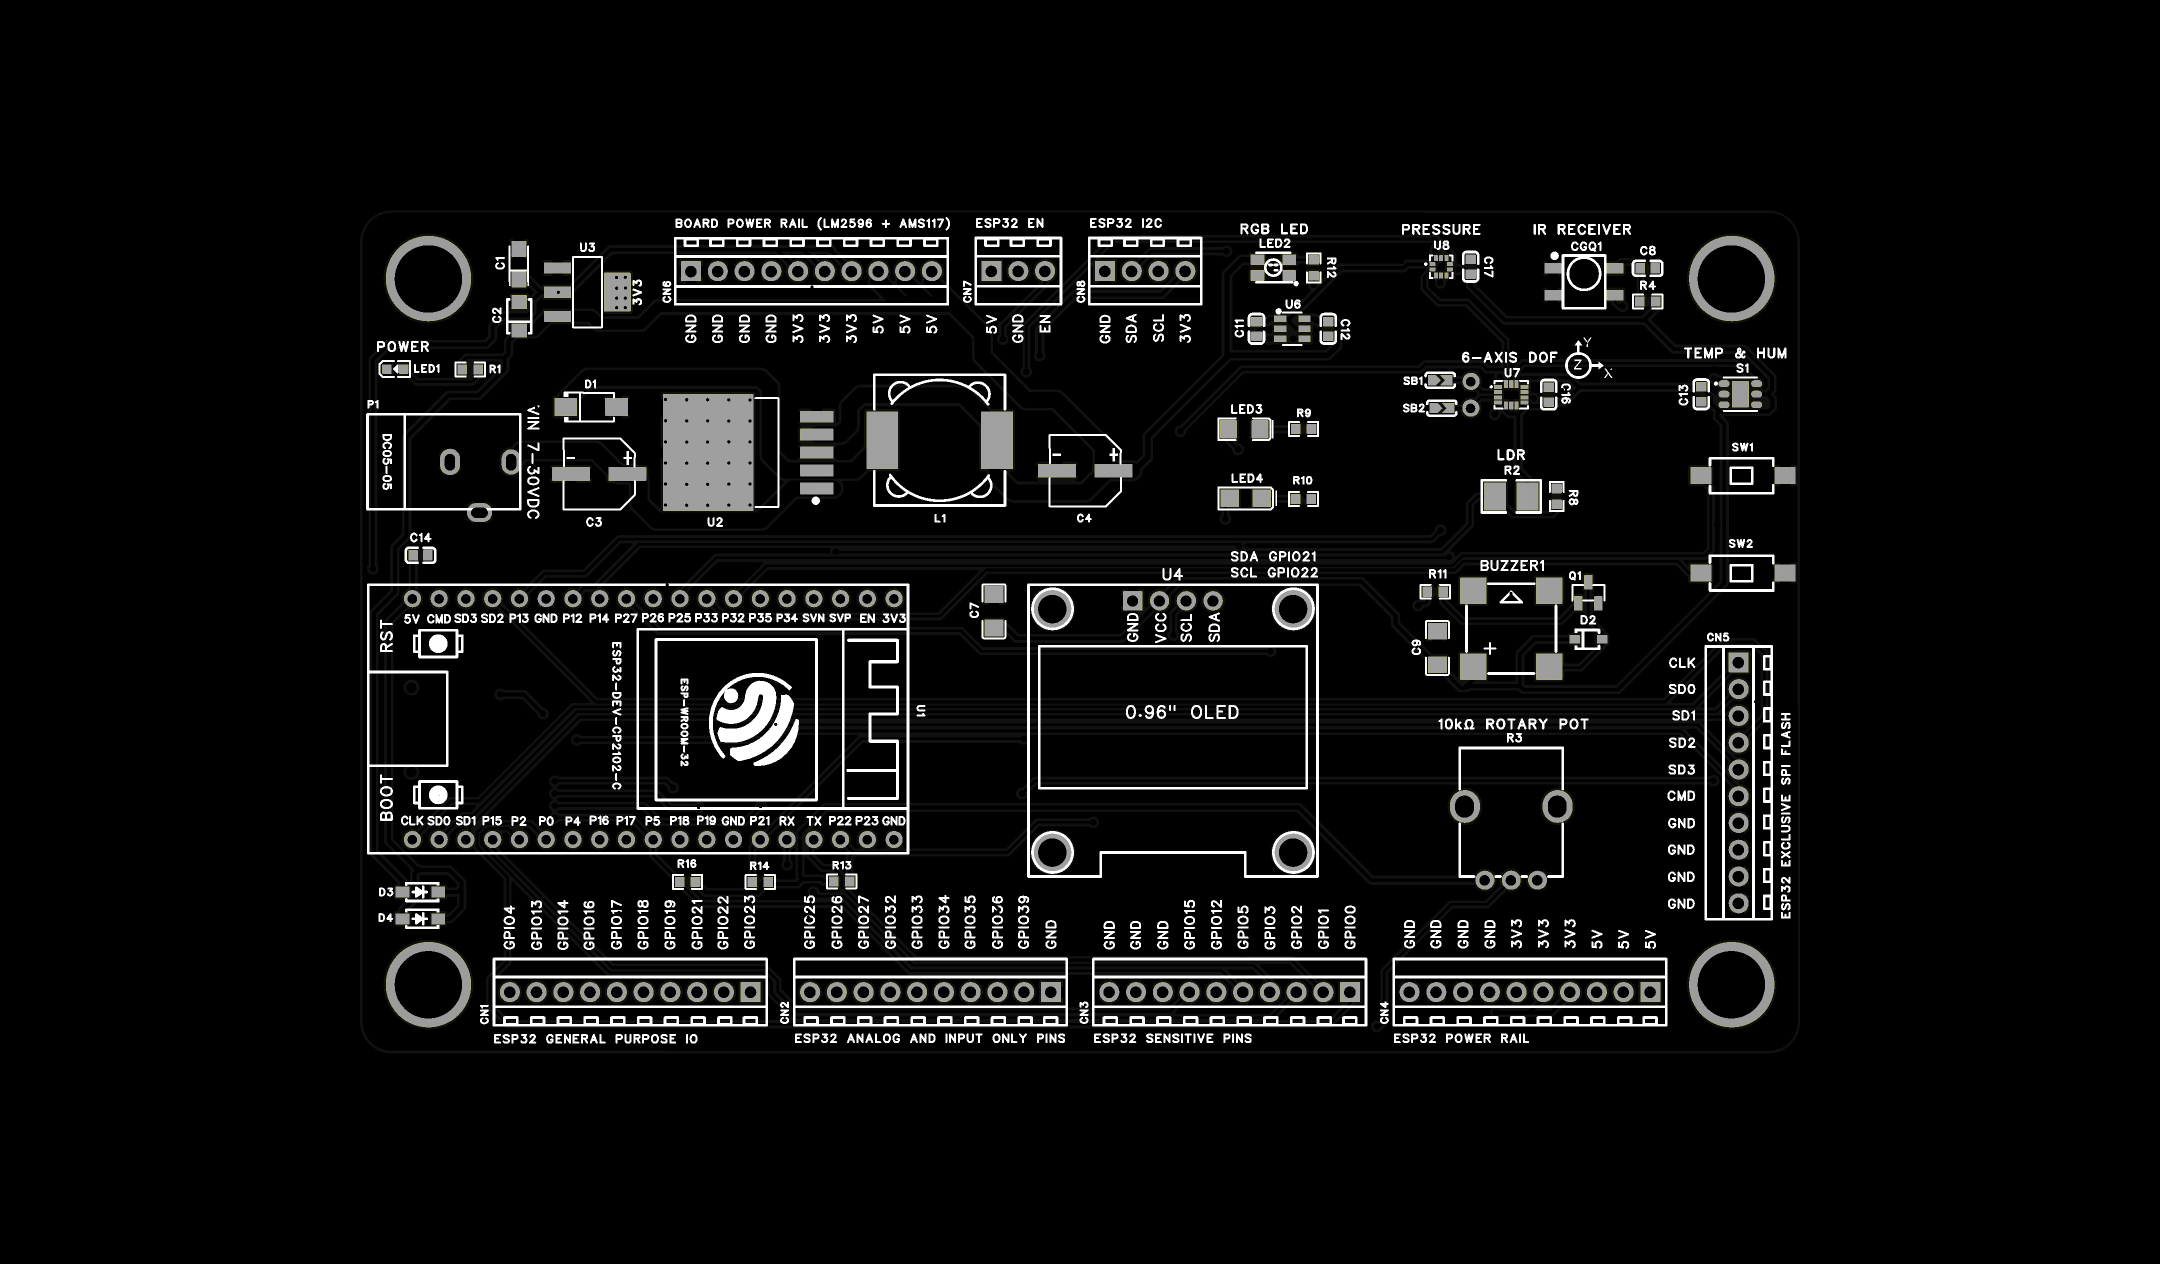 BOARD POWER RAIL (LM2596 + AMS117)
ESP32 EN
ESP32 I2C
RGB LED
PRESSURE
IR RECEIVER
C1
U3
C2
3V3
CN6
GND GND GND GND 3V3 3V3 3V3 5V 5V 5V
CN7
5V GND EN
CN8
GND SDA SCL 3V3
LED2
R12
U6
C11
C12
U8
C17
CGQ1
C8
R4
POWER
LED1
R1
6-AXIS DOF
U7
Y
Z
X
SB1
SB2
C16
TEMP & HUM
S1
C13
P1
DC05-05
VIN 7-30VDC
D1
C3
U2
L1
C4
LED3
R9
LED4
R10
LDR
R2
R8
SW1
SW2
C14
SDA GPIO21
SCL GPIO22
U4
GND VCC SCL SDA
0.96" OLED
C7
R11
BUZZER1
Q1
D2
C9
5V CMD SD3 SD2 P13 GND P12 P14 P27 P26 P25 P33 P32 P35 P34 SVN SVP EN 3V3
RST
BOOT
ESP32-DEV-CP2102-C
ESP-WROOM-32
U1
CLK SD0 SD1 P15 P2 P0 P4 P16 P17 P5 P18 P19 GND P21 RX TX P22 P23 GND
10kΩ ROTARY POT
R3
CN5
CLK
SD0
SD1
SD2
SD3
CMD
GND
GND
GND
GND
ESP32 EXCLUSIVE SPI FLASH
R16
R14
R13
D3
D4
GPIO4 GPIO13 GPIO14 GPIO16 GPIO17 GPIO18 GPIO19 GPIO21 GPIO22 GPIO23
CN1
ESP32 GENERAL PURPOSE IO
GPIO25 GPIO26 GPIO27 GPIO32 GPIO33 GPIO34 GPIO35 GPIO36 GPIO39 GND
CN2
ESP32 ANALOG AND INPUT ONLY PINS
GND GND GND GPIO15 GPIO12 GPIO5 GPIO3 GPIO2 GPIO1 GPIO0
CN3
ESP32 SENSITIVE PINS
GND GND GND GND 3V3 3V3 3V3 5V 5V 5V
CN4
ESP32 POWER RAIL